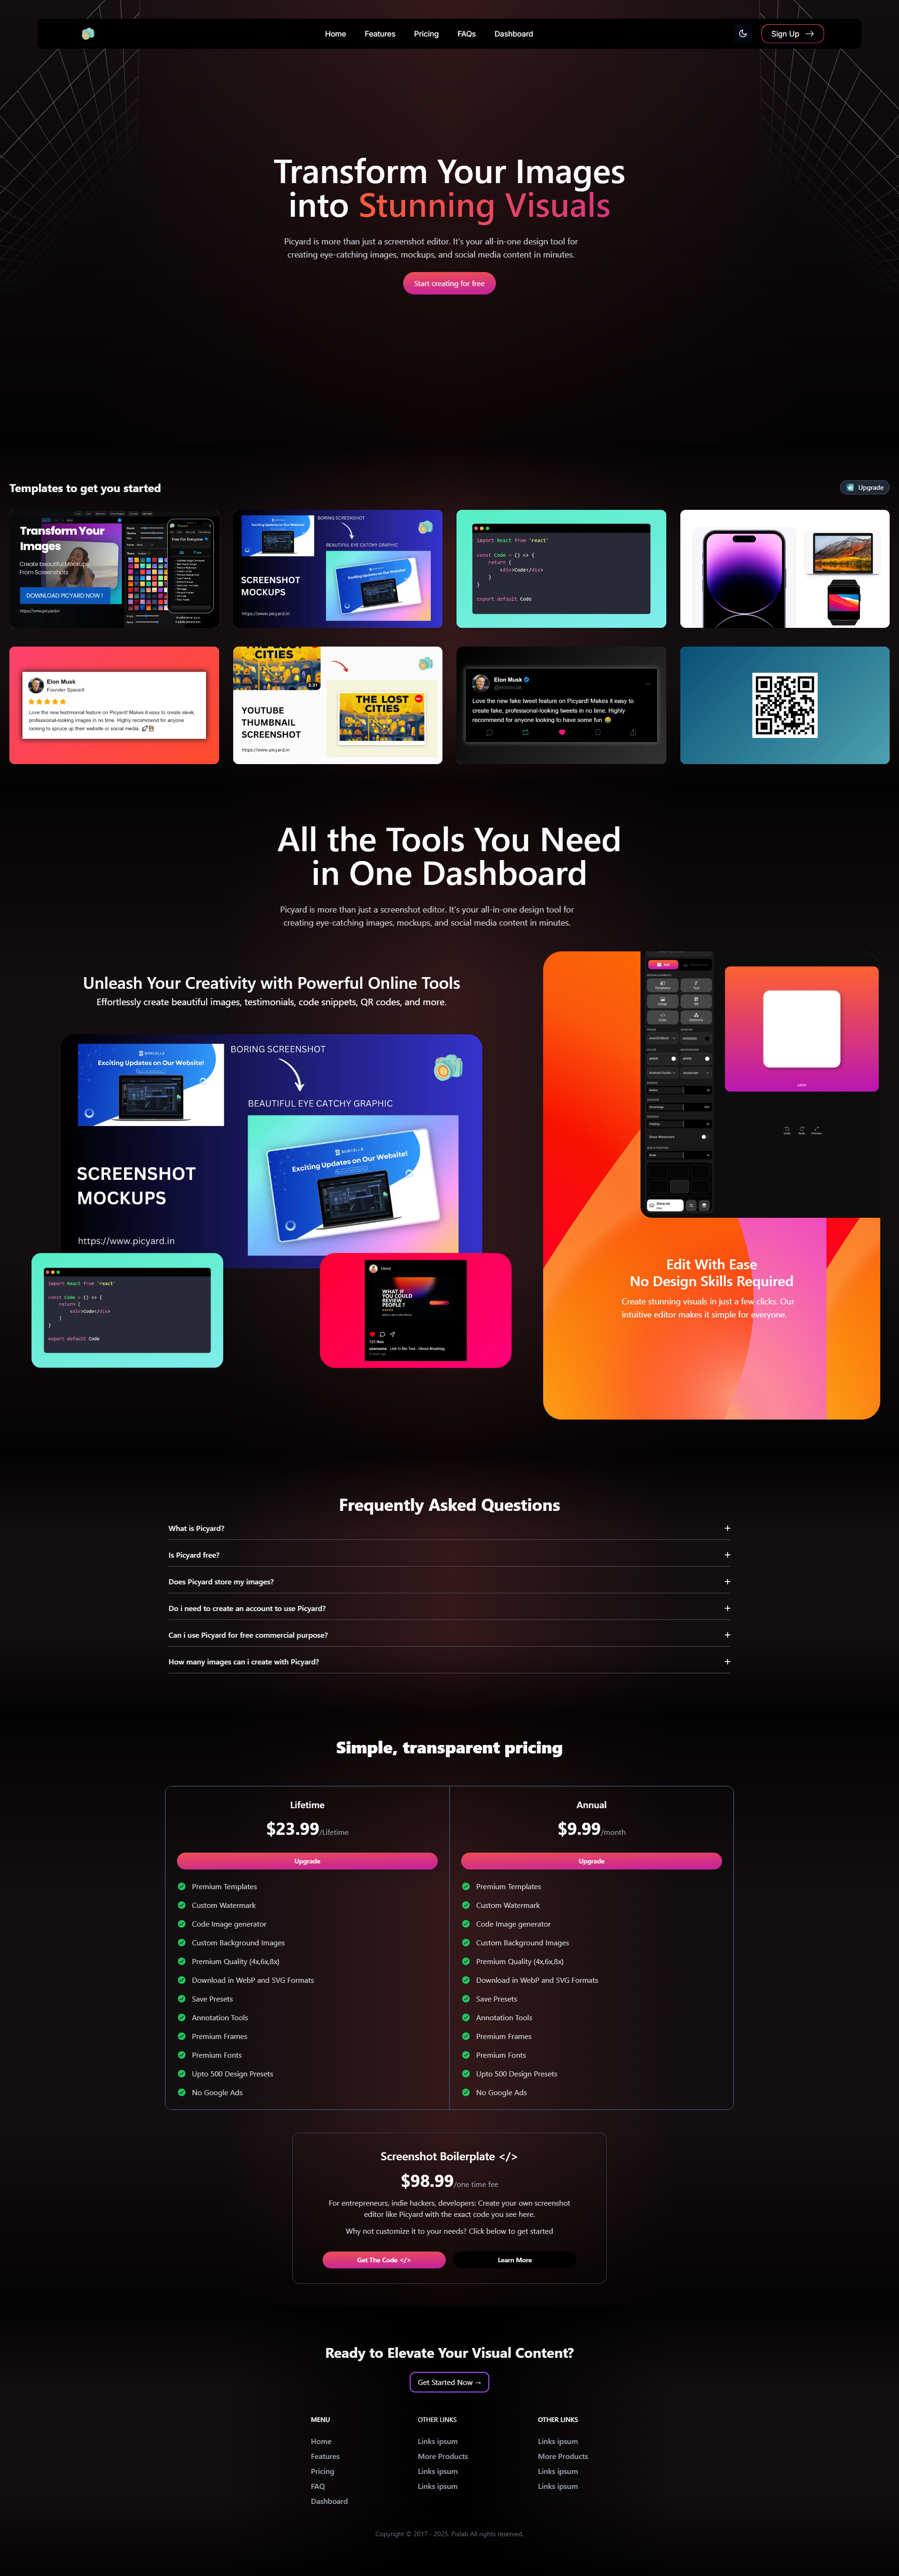 Home
Features
Pricing
FAQs
Dashboard
Sign Up
Transform Your Images
into Stunning Visuals
Picyard is more than just a screenshot editor. It's your all-in-one design tool for
creating eye-catching images, mockups, and social media content in minutes.
Start creating for free
Templates to get you started
Upgrade
Transform Your
Images
Create Beautiful Mockups
From Screenshots
DOWNLOAD PICYARD NOW !
https://www.picyard.in
Exciting Updates on Our Website!
BORING SCREENSHOT
BEAUTIFUL EYE CATCHY GRAPHIC
SCREENSHOT
MOCKUPS
https://www.picyard.in
Exciting Updates on Our Website!
import React from 'react'
const Code = () => {
return (
<div>Code</div>
)
}
export default Code
Elon Musk
Founder SpaceX
Love the new testimonial feature on Picyard! Makes it easy to create sleek,
professional-looking images in no time. Highly recommend for anyone
looking to spruce up their website or social media. 🚀
CITIES
5:31
YOUTUBE
THUMBNAIL
SCREENSHOT
https://www.picyard.in
THE LOST
CITIES
Elon Musk
@elonmusk
Love the new fake tweet feature on Picyard! Makes it easy to
create fake, professional-looking tweets in no time. Highly
recommend for anyone looking to have some fun 😄
All the Tools You Need
in One Dashboard
Picyard is more than just a screenshot editor. It's your all-in-one design tool for
creating eye-catching images, mockups, and social media content in minutes.
Unleash Your Creativity with Powerful Online Tools
Effortlessly create beautiful images, testimonials, code snippets, QR codes, and more.
BORCELLE
Exciting Updates on Our Website!
BORING SCREENSHOT
BEAUTIFUL EYE CATCHY GRAPHIC
SCREENSHOT
MOCKUPS
https://www.picyard.in
Exciting Updates on Our Website!
import React from 'react'
const Code = () => {
return (
<div>Code</div>
)
}
export default Code
WHAT IF
YOU COULD
REVIEW
PEOPLE ?
Edit With Ease
No Design Skills Required
Create stunning visuals in just a few clicks. Our
intuitive editor makes it simple for everyone.
Frequently Asked Questions
What is Picyard?
Is Picyard free?
Does Picyard store my images?
Do i need to create an account to use Picyard?
Can i use Picyard for free commercial purpose?
How many images can i create with Picyard?
Simple, transparent pricing
Lifetime
$23.99/Lifetime
Upgrade
Premium Templates
Custom Watermark
Code Image generator
Custom Background Images
Premium Quality (4x,6x,8x)
Download in WebP and SVG Formats
Save Presets
Annotation Tools
Premium Frames
Premium Fonts
Upto 500 Design Presets
No Google Ads
Annual
$9.99/month
Upgrade
Premium Templates
Custom Watermark
Code Image generator
Custom Background Images
Premium Quality (4x,6x,8x)
Download in WebP and SVG Formats
Save Presets
Annotation Tools
Premium Frames
Premium Fonts
Upto 500 Design Presets
No Google Ads
Screenshot Boilerplate </>
$98.99/one time fee
For entrepreneurs, indie hackers, developers: Create your own screenshot
editor like Picyard with the exact code you see here.
Why not customize it to your needs? Click below to get started
Get The Code </>
Learn More
Ready to Elevate Your Visual Content?
Get Started Now →
MENU
Home
Features
Pricing
FAQ
Dashboard
OTHER LINKS
Links ipsum
More Products
Links ipsum
Links ipsum
OTHER LINKS
Links ipsum
More Products
Links ipsum
Links ipsum
Copyright © 2017 - 2025, Pixlab All rights reserved.